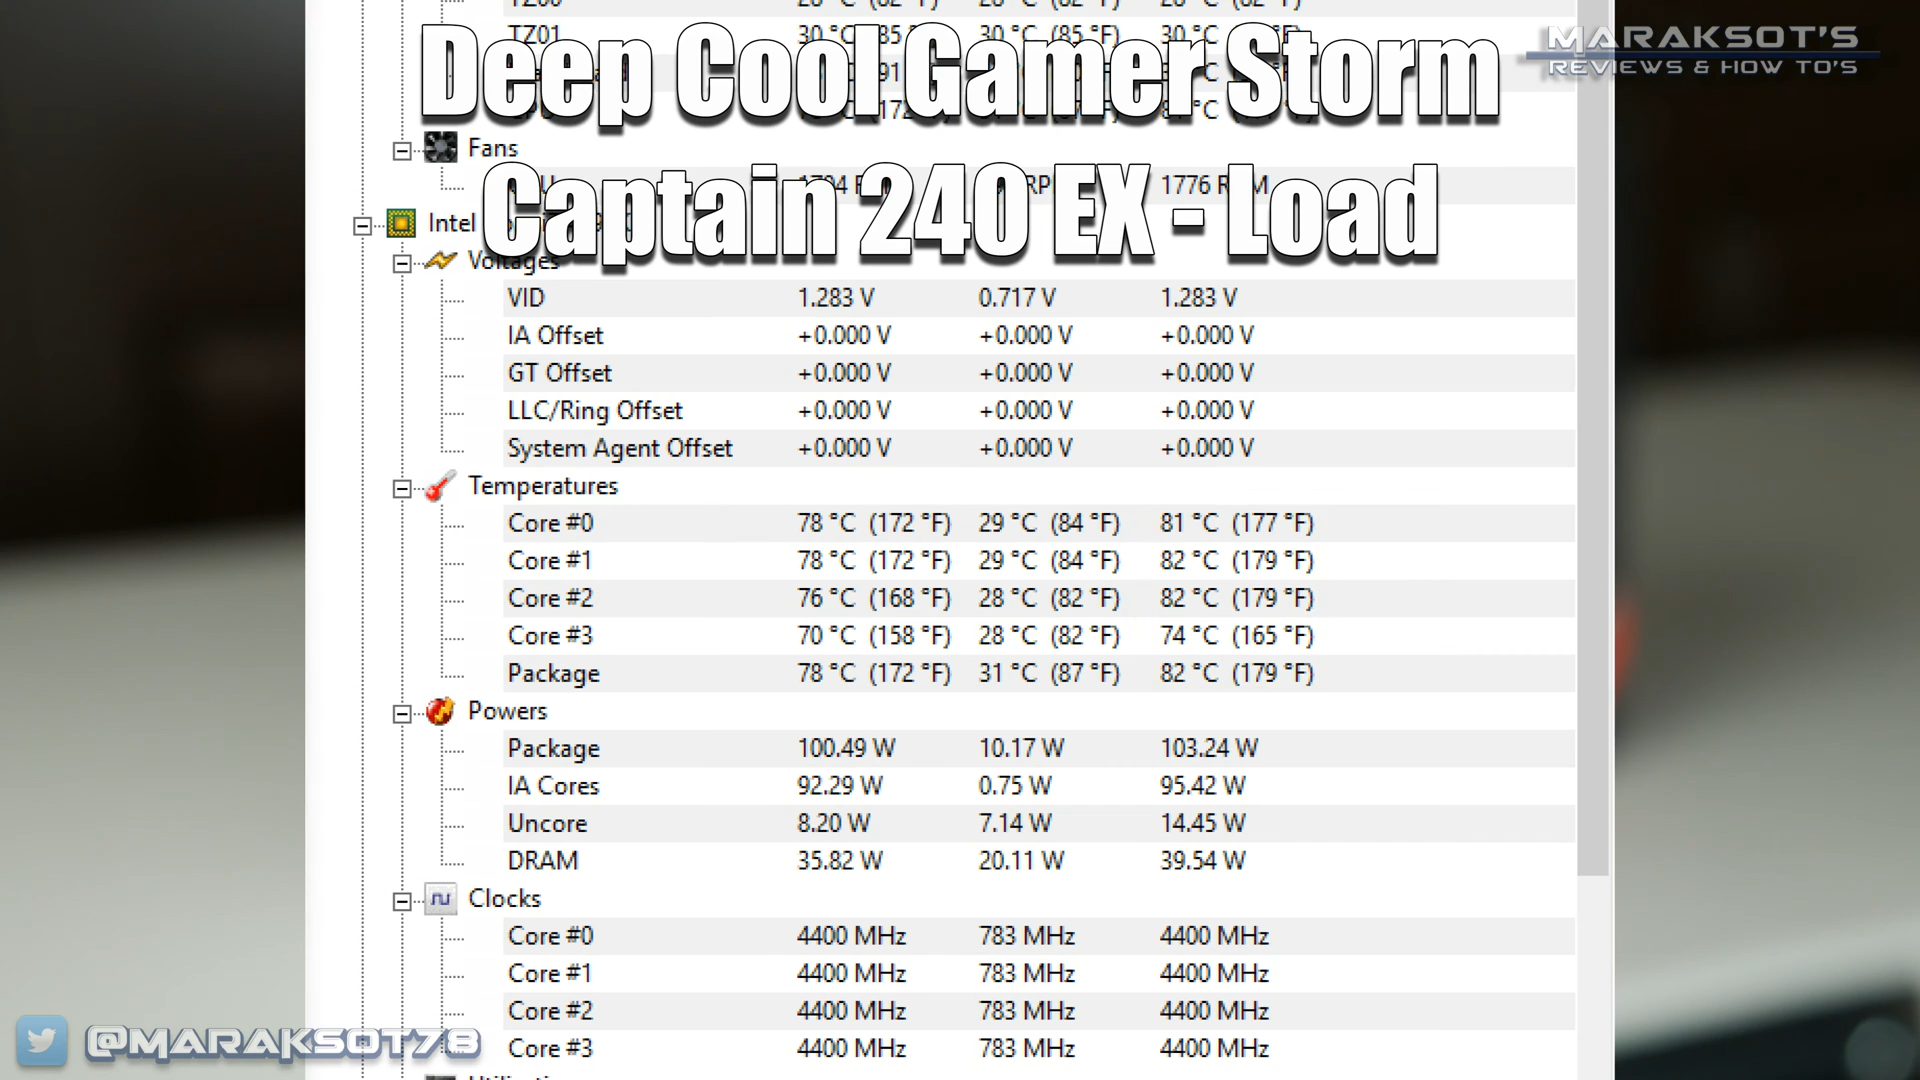 Deep Cool Gamer Storm
Captain 240 EX - Load
MARAKSOT'S
REVIEWS & HOW TO'S
TZ01 30 °C 30 °C (85 °F) 30 °C
Fans
1776
Intel
Voltages
VID 1.283 V 0.717 V 1.283 V
IA Offset +0.000 V +0.000 V +0.000 V
GT Offset +0.000 V +0.000 V +0.000 V
LLC/Ring Offset +0.000 V +0.000 V +0.000 V
System Agent Offset +0.000 V +0.000 V +0.000 V
Temperatures
Core #0 78 °C (172 °F) 29 °C (84 °F) 81 °C (177 °F)
Core #1 78 °C (172 °F) 29 °C (84 °F) 82 °C (179 °F)
Core #2 76 °C (168 °F) 28 °C (82 °F) 82 °C (179 °F)
Core #3 70 °C (158 °F) 28 °C (82 °F) 74 °C (165 °F)
Package 78 °C (172 °F) 31 °C (87 °F) 82 °C (179 °F)
Powers
Package 100.49 W 10.17 W 103.24 W
IA Cores 92.29 W 0.75 W 95.42 W
Uncore 8.20 W 7.14 W 14.45 W
DRAM 35.82 W 20.11 W 39.54 W
Clocks
Core #0 4400 MHz 783 MHz 4400 MHz
Core #1 4400 MHz 783 MHz 4400 MHz
Core #2 4400 MHz 783 MHz 4400 MHz
Core #3 4400 MHz 783 MHz 4400 MHz
@MARAKSOT78